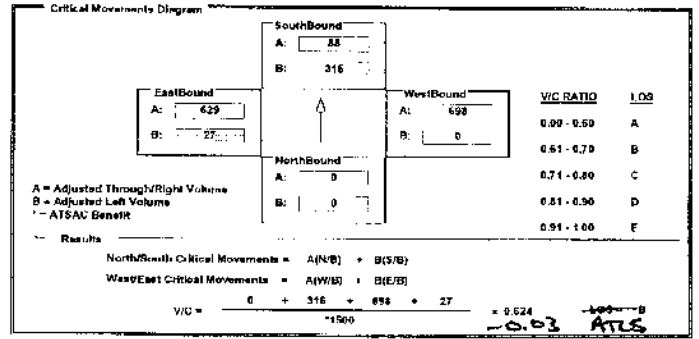 Critical Movements Diagram
SouthBound
A: 88
B: 316
EastBound
A: 629
B: 27
WestBound
A: 698
B: 0
NorthBound
A: 0
B: 0
V/C RATIO LOS
0.00 - 0.60 A
0.61 - 0.70 B
0.71 - 0.80 C
0.81 - 0.90 D
0.91 - 1.00 E
A = Adjusted Through/Right Volume
B = Adjusted Left Volume
* = ATSAC Benefit
Results
North/South Critical Movements = A(N/B) + B(S/B)
West/East Critical Movements = A(W/B) + B(E/B)
V/C = 0 + 316 + 698 + 27
*1500
= 0.624 LOS = B
-0.03 ATCS